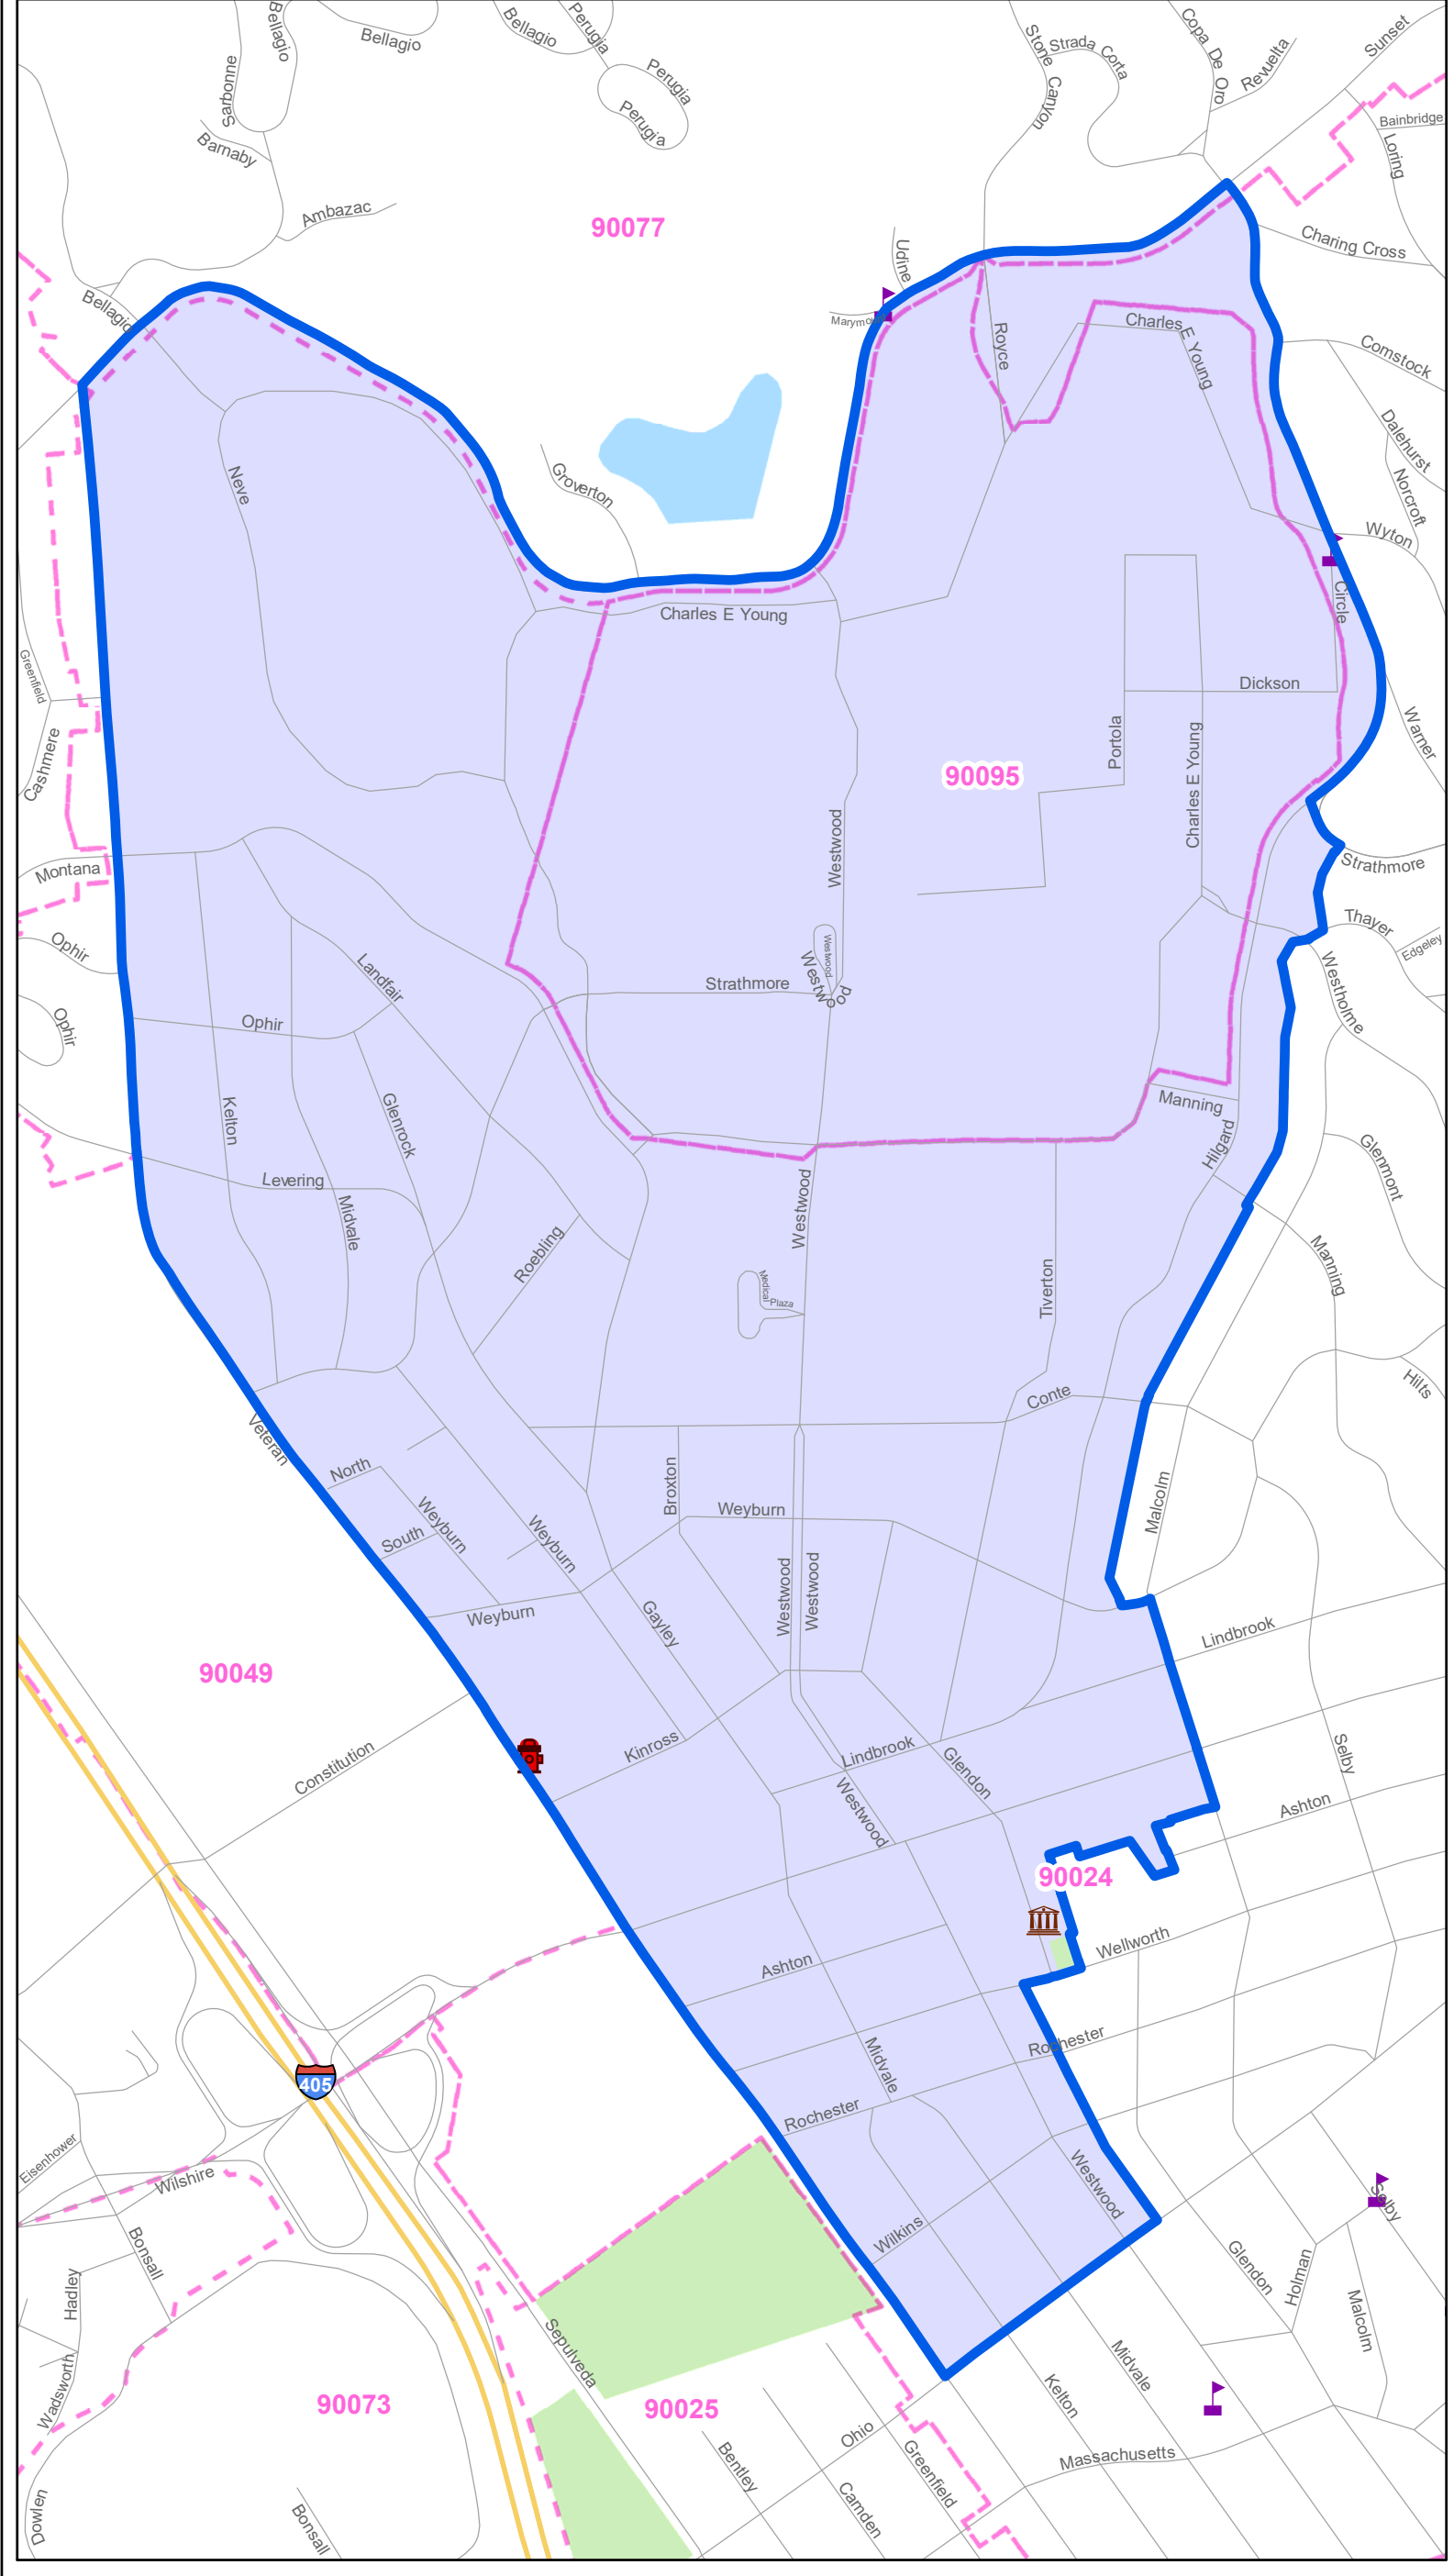 Bellagio
Bellagio
Bellagio
Perugia
Perugia
Perugia
Sarbonne
Barnaby
Ambazac
Stone Canyon
Strada Corta
Copa De Oro
Revuelta
Sunset
Bainbridge
Loring
90077
Udine
Charing Cross
Bellagio
Marymount
Royce
Charles E Young
Comstock
Dalehurst
Norcroft
Neve
Groverton
Wyton
Circle
Charles E Young
Greenfield
Dickson
Cashmere
Portola
Charles E Young
Warner
90095
Westwood
Montana
Strathmore
Ophir
Thayer
Edgeley
Landfair
Westwood
Westwood
Strathmore
Westholme
Ophir
Ophir
Kelton
Glenrock
Manning
Hilgard
Glenmont
Levering
Midvale
Westwood
Roebling
Manning
Medical Plaza
Tiverton
Conte
Hilts
Veteran
North
Broxton
Weyburn
Malcolm
South
Weyburn
Weyburn
Westwood
Westwood
Weyburn
Gayley
Lindbrook
90049
Constitution
Kinross
Lindbrook
Glendon
Selby
Westwood
Ashton
90024
Wellworth
Ashton
Rochester
Midvale
405
Rochester
Eisenhower
Wilshire
Westwood
Selby
Wilkins
Bonsall
Hadley
Glendon
Holman
Malcolm
Sepulveda
Midvale
Wadsworth
90073
90025
Kelton
Ohio
Massachusetts
Bentley
Greenfield
Camden
Dowlen
Bonsall